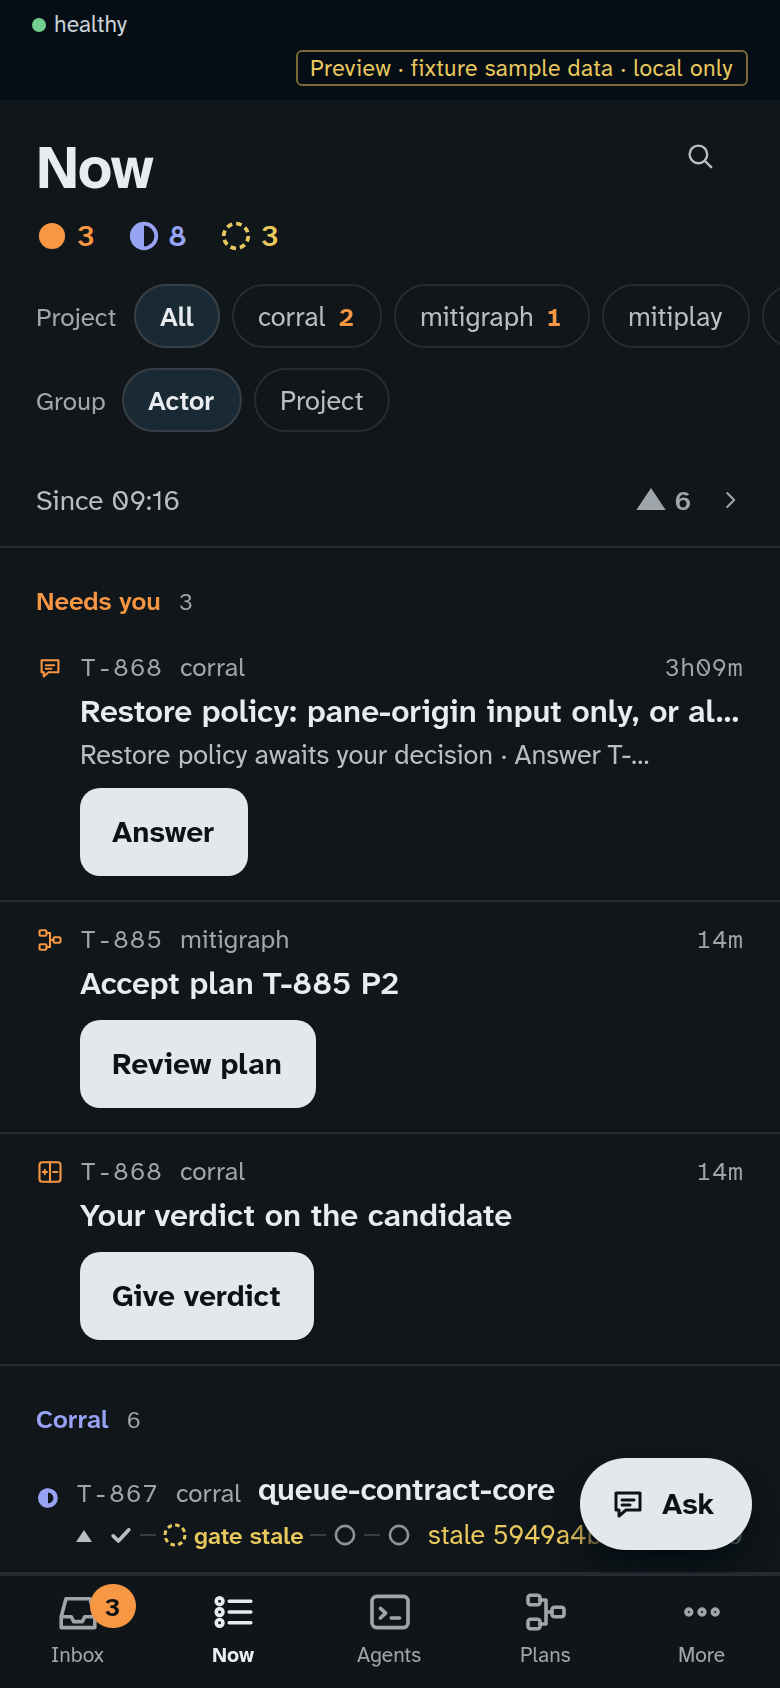 healthy
Preview · fixture sample data · local only
Now
3 8 3
Project All corral 2 mitigraph 1 mitiplay
Group Actor Project
Since 09:16 6
Needs you 3
T-868 corral 3h09m
Restore policy: pane-origin input only, or al...
Restore policy awaits your decision · Answer T-...
Answer
T-885 mitigraph 14m
Accept plan T-885 P2
Review plan
T-868 corral 14m
Your verdict on the candidate
Give verdict
Corral 6
T-867 corral queue-contract-core
Ask
gate stale stale 5949a4
3
Inbox Now Agents Plans More